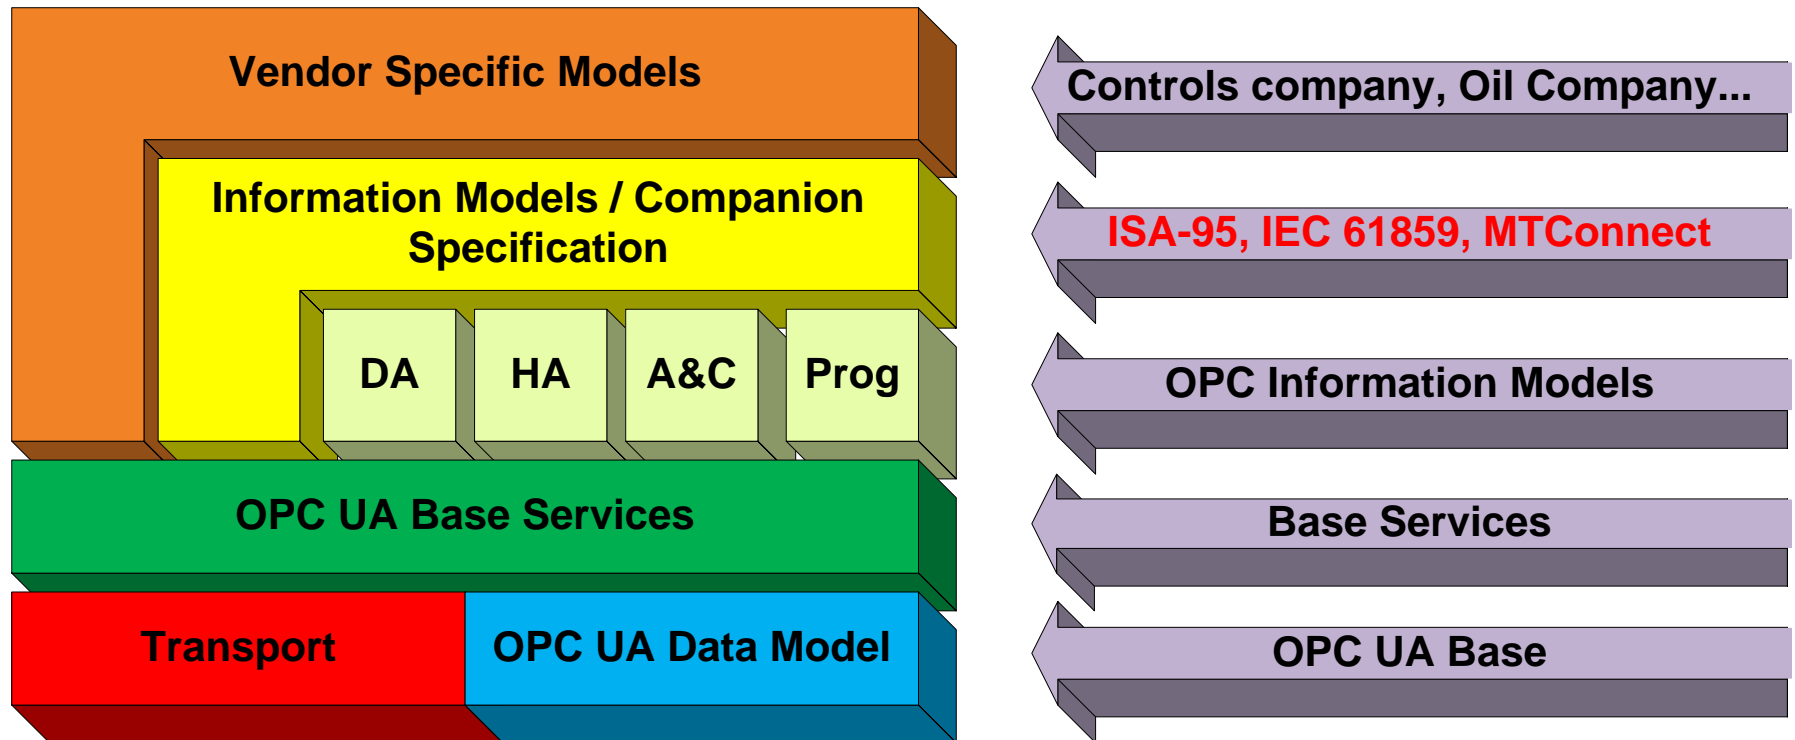 Vendor Specific Models
Controls company, Oil Company...
Information Models / Companion
Specification
ISA-95, IEC 61859, MTConnect
DA
HA
A&C
Prog
OPC Information Models
OPC UA Base Services
Base Services
Transport
OPC UA Data Model
OPC UA Base